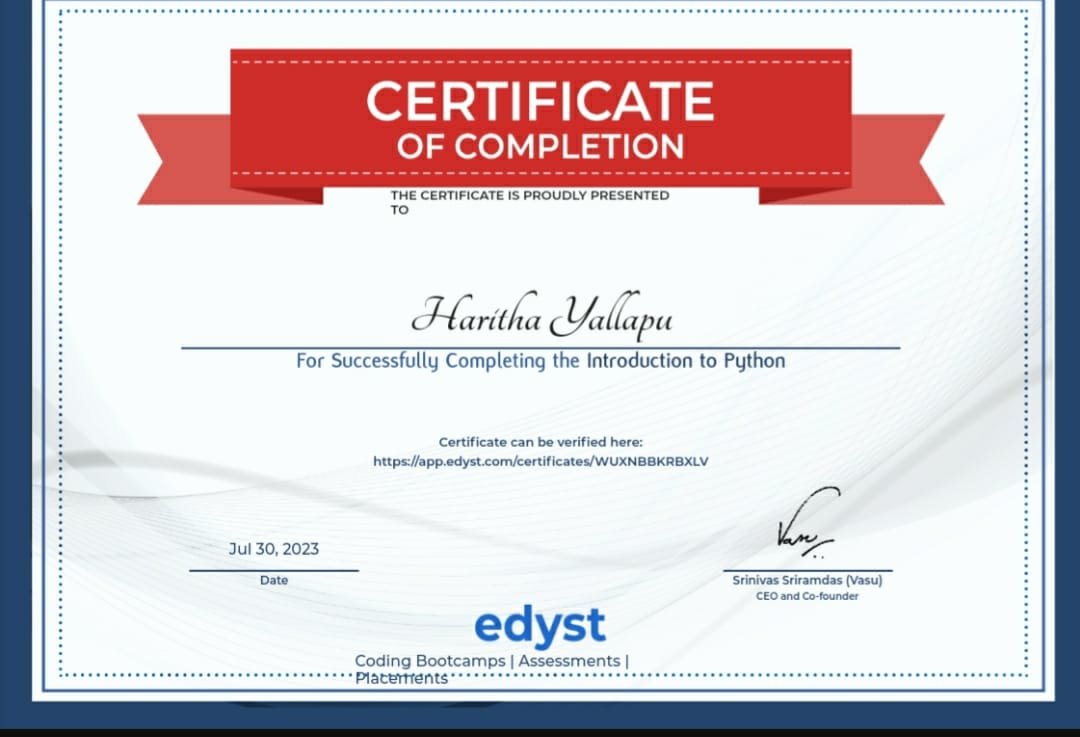 CERTIFICATE
OF COMPLETION
THE CERTIFICATE IS PROUDLY PRESENTED
TO
Haritha Yallapu
For Successfully Completing the Introduction to Python
Certificate can be verified here:
https://app.edyst.com/certificates/WUXNBBKRBXLV
Jul 30, 2023
Date
Vasu
Srinivas Sriramdas (Vasu)
CEO and Co-founder
edyst
Coding Bootcamps | Assessments |
Placements